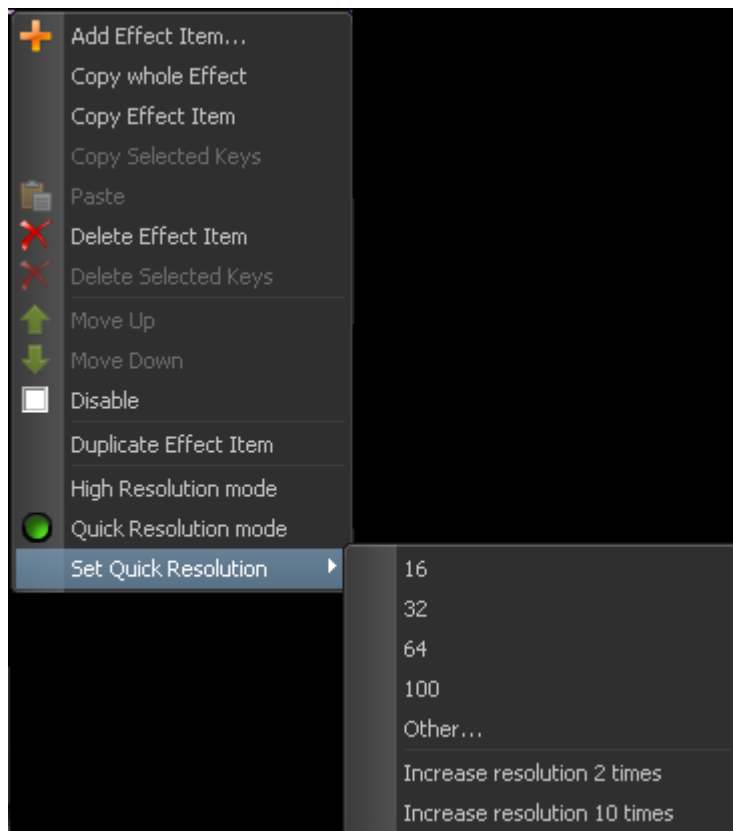 Add Effect Item...
Copy whole Effect
Copy Effect Item
Copy Selected Keys
Paste
Delete Effect Item
Delete Selected Keys
Move Up
Move Down
Disable
Duplicate Effect Item
High Resolution mode
Quick Resolution mode
Set Quick Resolution
16
32
64
100
Other...
Increase resolution 2 times
Increase resolution 10 times